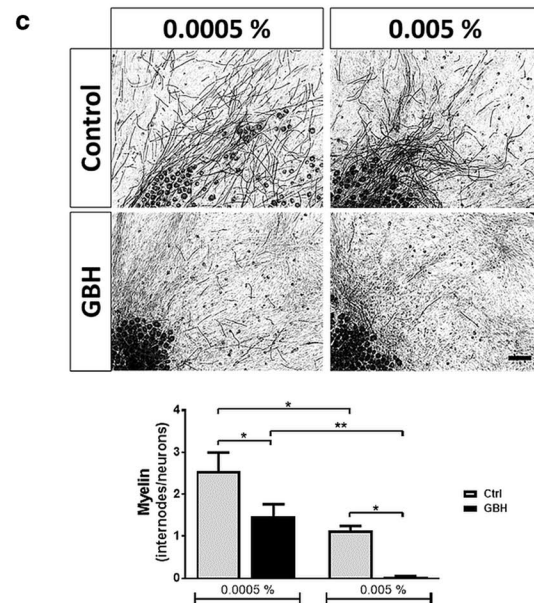 c
0.0005 %
0.005 %
Control
GBH
*
**
*
*
4
3
2
1
0
Myelin
(internodes/neurons)
Ctrl
GBH
0.0005 %
0.005 %